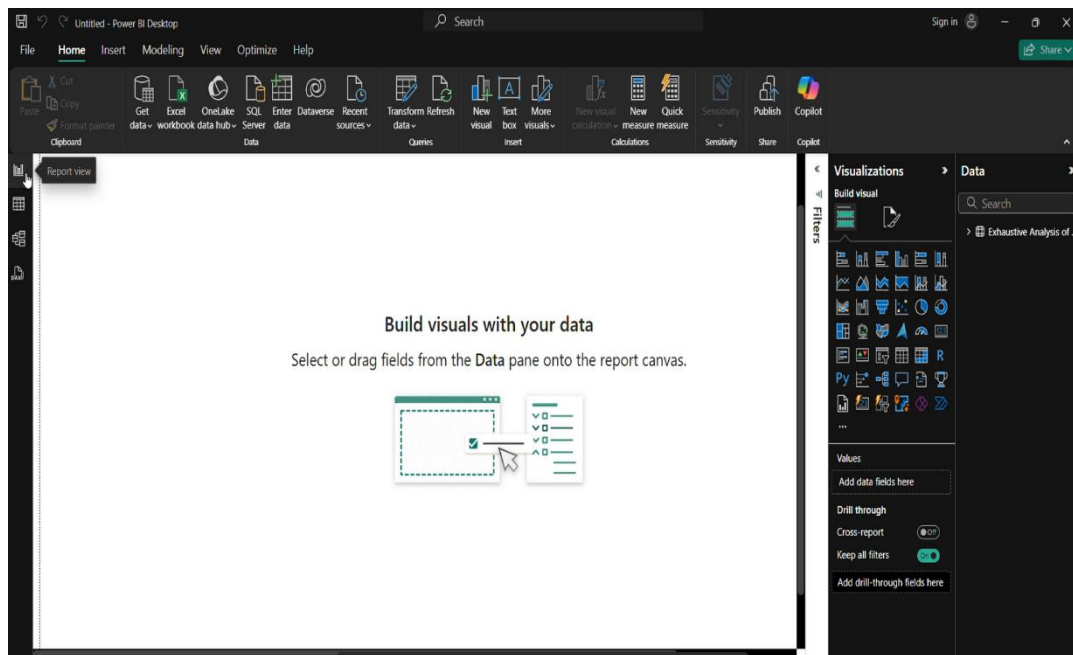 Untitled - Power BI Desktop
Search
Sign in
File Home Insert Modeling View Optimize Help
Share
Paste
Cut
Copy
Format painter
Clipboard
Get data
Excel workbook
OneLake data hub
SQL Server
Enter data
Dataverse
Recent sources
Data
Transform data
Refresh
Queries
New visual
Text box
More visuals
Insert
New visual calculation
New measure
Quick measure
Calculations
Sensitivity
Sensitivity
Publish
Share
Copilot
Copilot
Report view
Build visuals with your data
Select or drag fields from the Data pane onto the report canvas.
Filters
Visualizations
Build visual
R
Py
...
Values
Add data fields here
Drill through
Cross-report
Off
Keep all filters
On
Add drill-through fields here
Data
Search
Exhaustive Analysis of ...